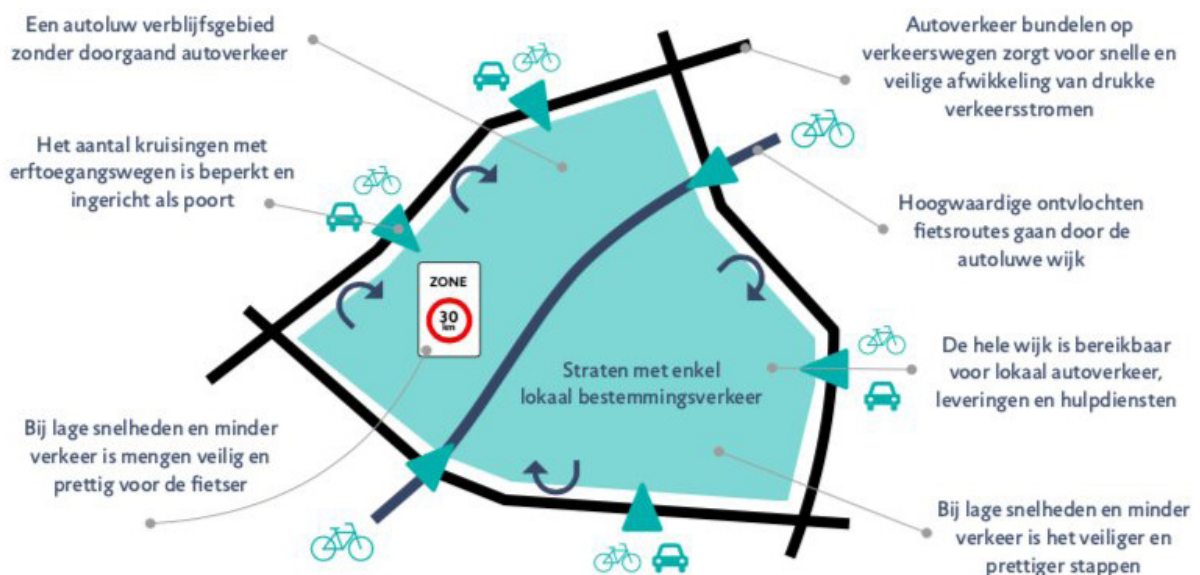 Een autoluw verblijfsgebied
zonder doorgaand autoverkeer
Autoverkeer bundelen op
verkeerswegen zorgt voor snelle en
veilige afwikkeling van drukke
verkeersstromen
Het aantal kruisingen met
erftoegangswegen is beperkt en
ingericht als poort
Hoogwaardige ontvlochten
fietsroutes gaan door de
autoluwe wijk
ZONE
30
km
Straten met enkel
lokaal bestemmingsverkeer
De hele wijk is bereikbaar
voor lokaal autoverkeer,
leveringen en hulpdiensten
Bij lage snelheden en minder
verkeer is mengen veilig en
prettig voor de fietser
Bij lage snelheden en minder
verkeer is het veiliger en
prettiger stappen